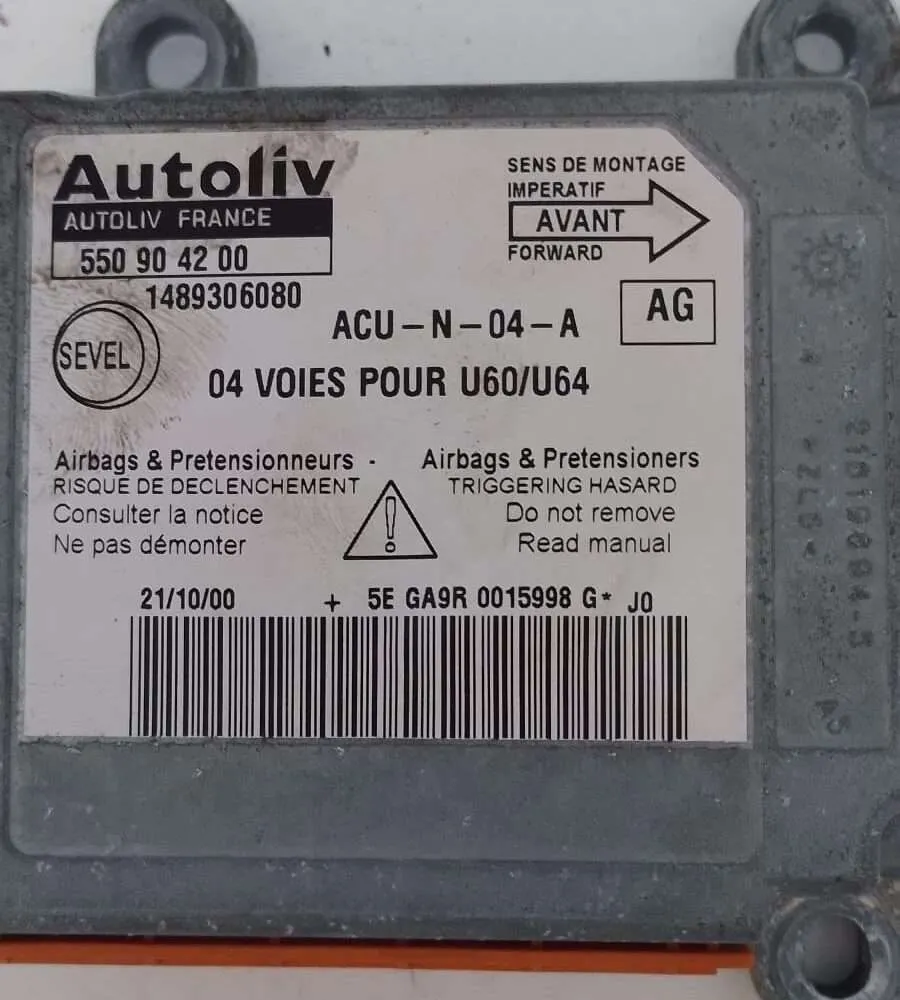 Autoliv
AUTOLIV FRANCE
550 90 42 00
1489306080
SENS DE MONTAGE
IMPERATIF
AVANT
FORWARD
ACU-N-04-A
AG
SEVEL
04 VOIES POUR U60/U64
Airbags & Pretensionneurs -
RISQUE DE DECLENCHEMENT
Consulter la notice
Ne pas démonter
!
Airbags & Pretensioners
TRIGGERING HASARD
Do not remove
Read manual
21/10/00 + 5E GA9R 0015998 G* J0